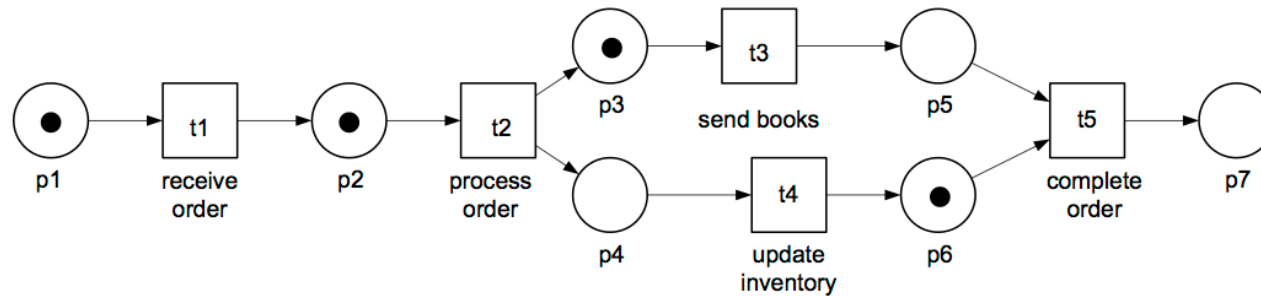 p1
t1
receive
order
p2
t2
process
order
p3
t3
send books
p5
p4
t4
update
inventory
p6
t5
complete
order
p7